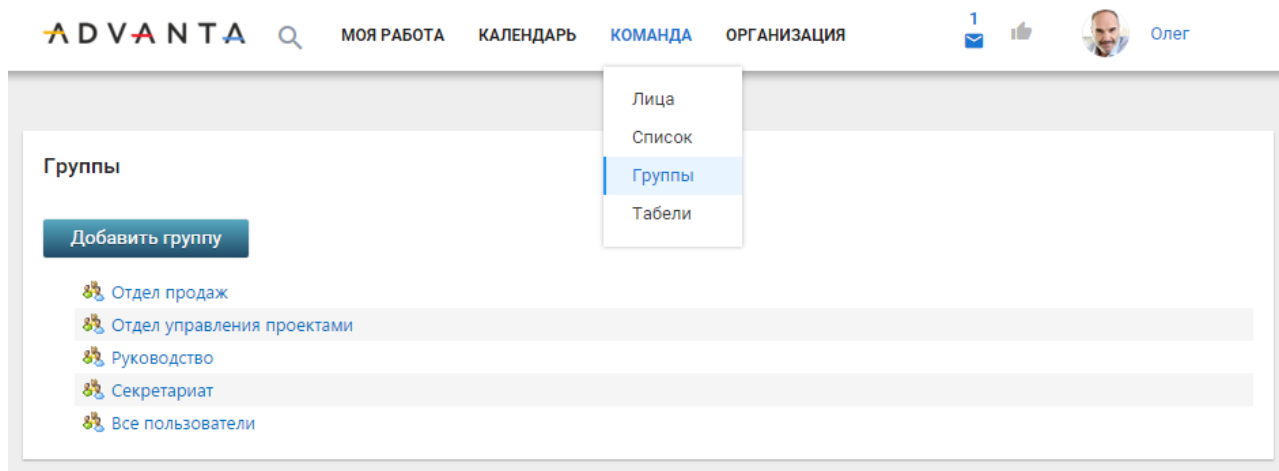 ADVANTA МОЯ РАБОТА КАЛЕНДАРЬ КОМАНДА ОРГАНИЗАЦИЯ 1 Олег
Лица
Список
Группы
Табели
Группы
Добавить группу
Отдел продаж
Отдел управления проектами
Руководство
Секретариат
Все пользователи